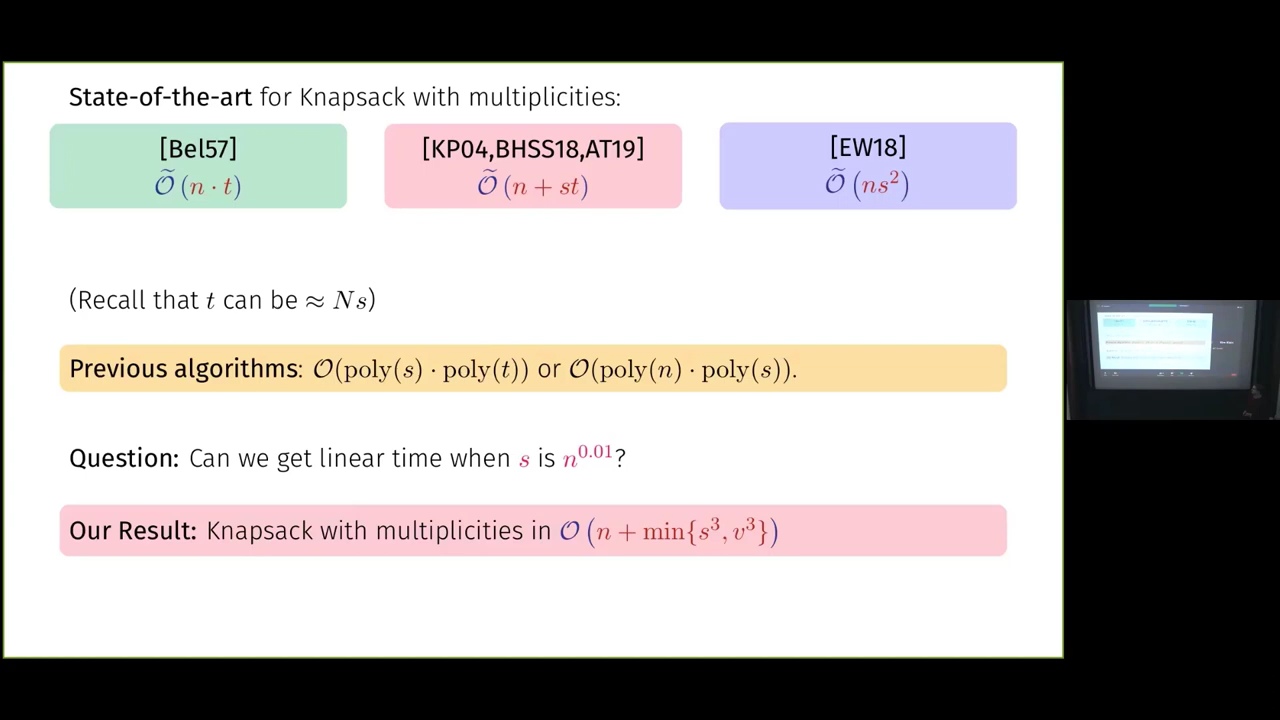 State-of-the-art for Knapsack with multiplicities:
[Bel57]
Õ(n · t)
[KP04,BHSS18,AT19]
Õ(n + st)
[EW18]
Õ(ns²)
(Recall that t can be ≈ Ns)
Previous algorithms: O(poly(s) · poly(t)) or O(poly(n) · poly(s)).
Question: Can we get linear time when s is n^0.01?
Our Result: Knapsack with multiplicities in O(n + min{s³, v³})